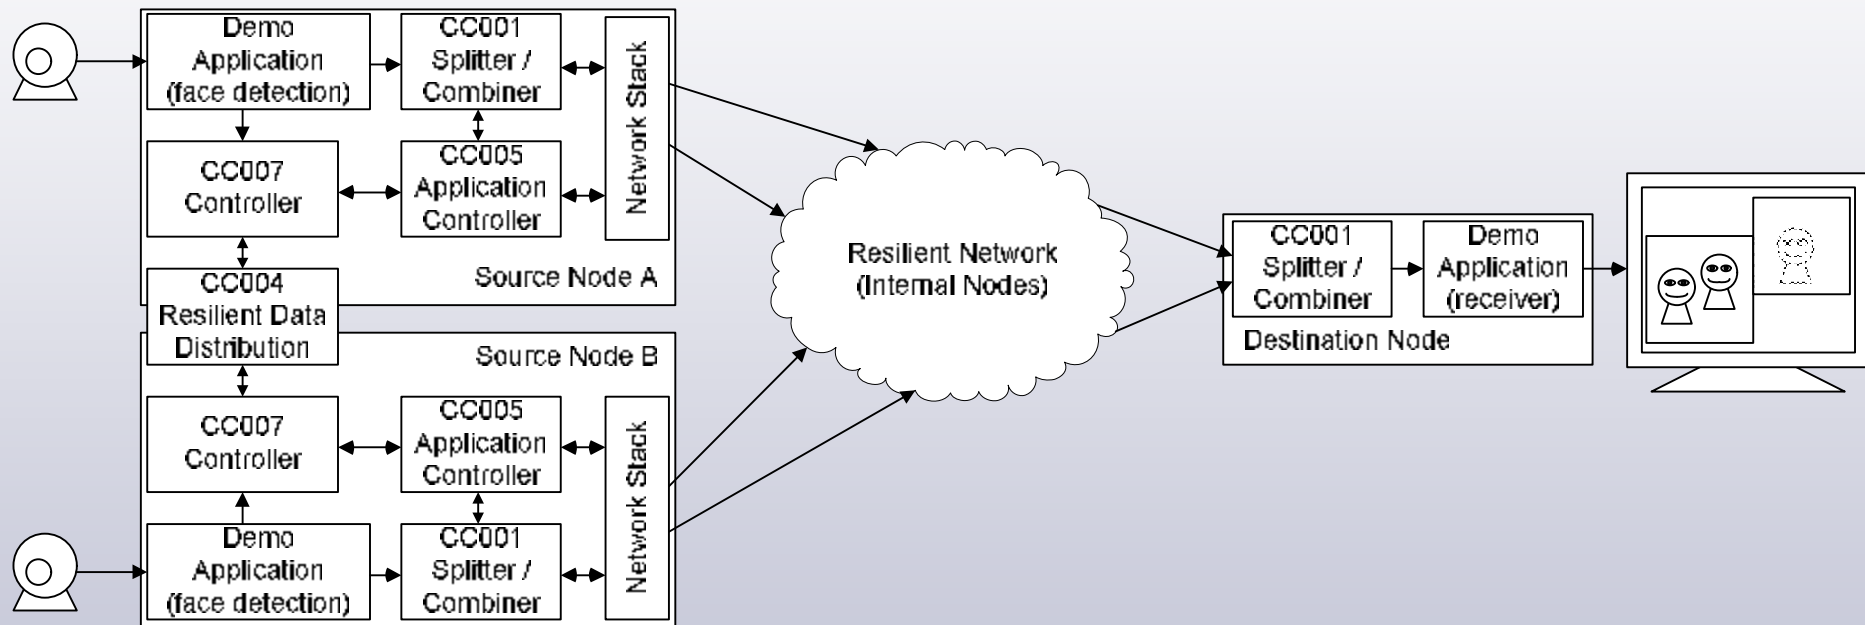 Demo
Application
(face detection)
CC001
Splitter /
Combiner
Network Stack
CC007
Controller
CC005
Application
Controller
Source Node A
CC004
Resilient Data
Distribution
Source Node B
CC007
Controller
CC005
Application
Controller
Network Stack
Demo
Application
(face detection)
CC001
Splitter /
Combiner
Resilient Network
(Internal Nodes)
CC001
Splitter /
Combiner
Demo
Application
(receiver)
Destination Node